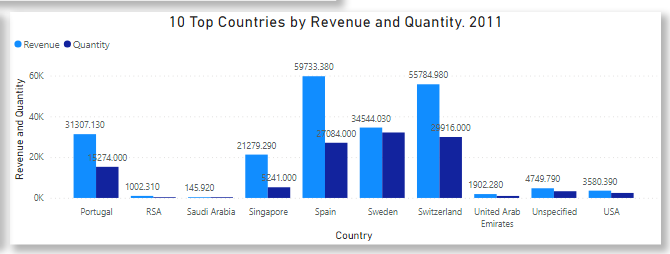 10 Top Countries by Revenue and Quantity. 2011
Revenue Quantity
Revenue and Quantity
60K
40K
20K
0K
31307.130
15274.000
1002.310
145.920
21279.290
5241.000
59733.380
27084.000
34544.030
55784.980
29916.000
1902.280
4749.790
3580.390
Portugal
RSA
Saudi Arabia
Singapore
Spain
Sweden
Switzerland
United Arab
Emirates
Unspecified
USA
Country